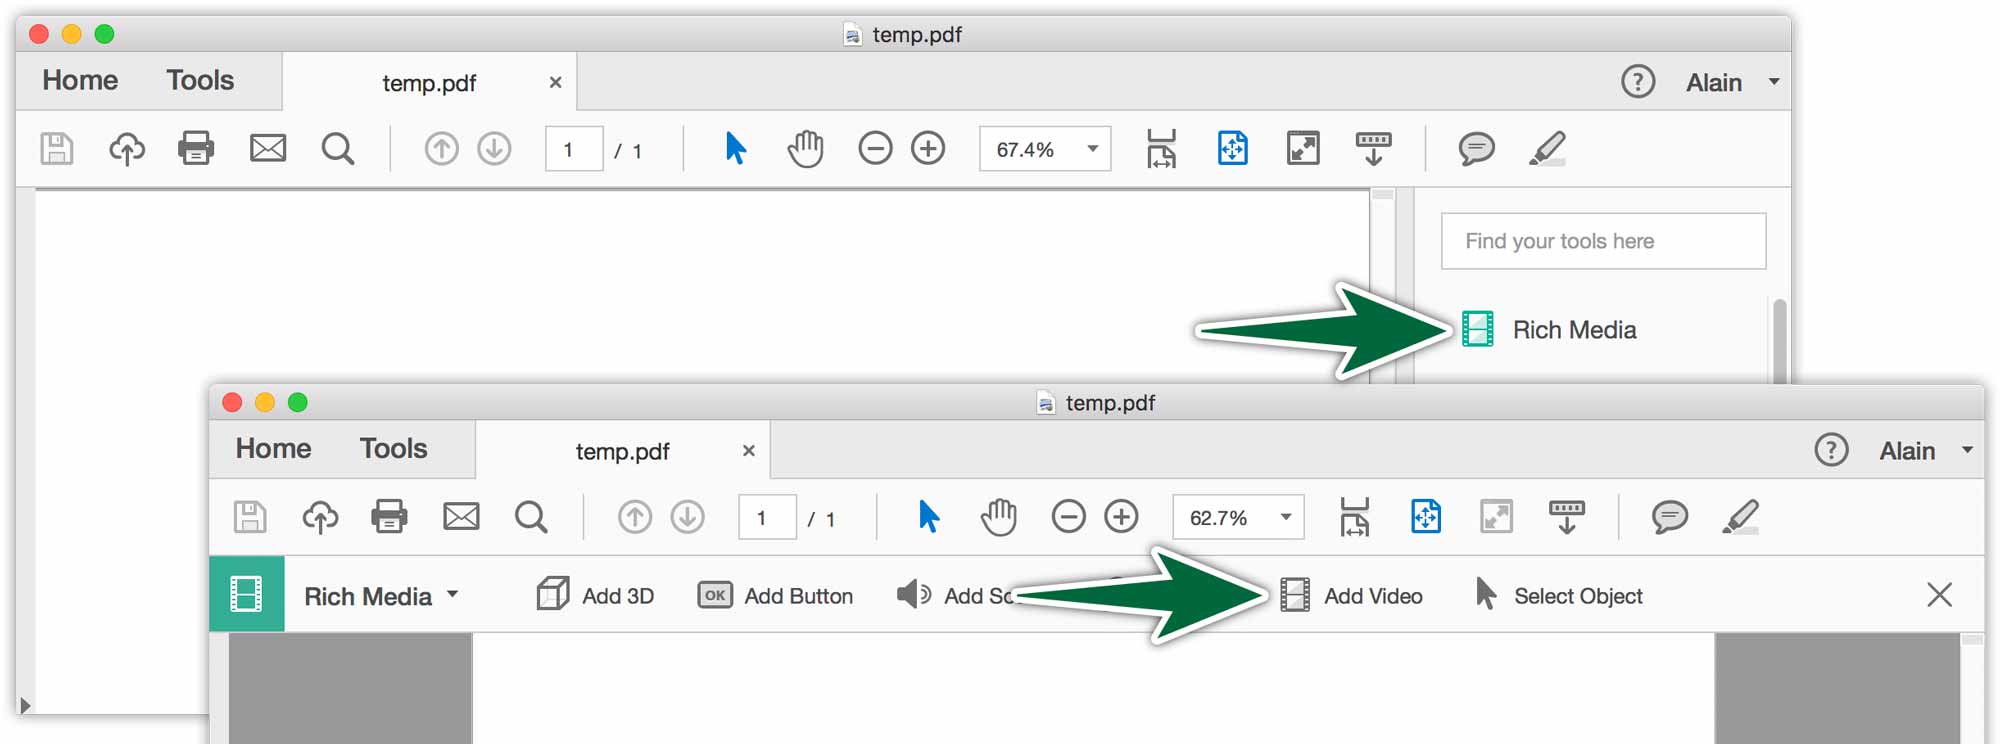 temp.pdf
Home Tools temp.pdf × ? Alain
1 / 1 67.4%
Find your tools here
Rich Media
temp.pdf
Home Tools temp.pdf × ? Alain
1 / 1 62.7%
Rich Media Add 3D OK Add Button Add Add Video Select Object